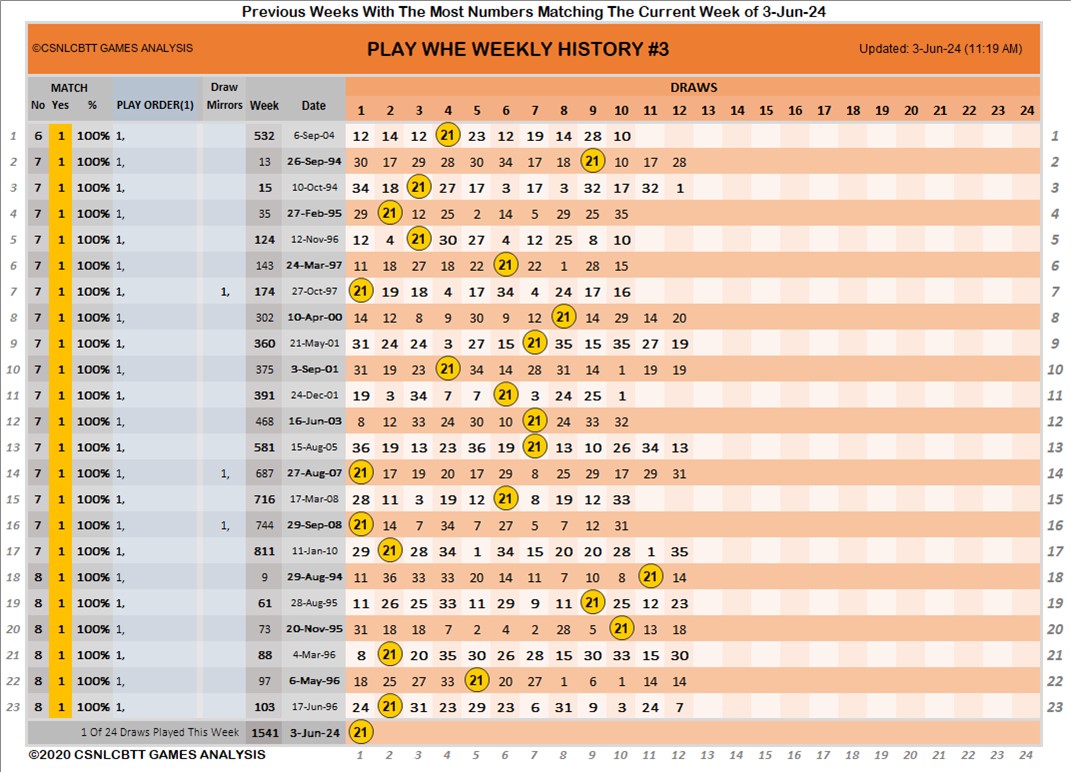 Previous Weeks With The Most Numbers Matching The Current Week of 3-Jun-24
©CSNLCBTT GAMES ANALYSIS PLAY WHE WEEKLY HISTORY #3 Updated: 3-Jun-24 (11:19 AM)
MATCH Draw DRAWS
No Yes % PLAY ORDER(1) Mirrors Week Date 1 2 3 4 5 6 7 8 9 10 11 12 13 14 15 16 17 18 19 20 21 22 23 24
1 6 1 100% 1, 532 6-Sep-04 12 14 12 21 23 12 19 14 28 10 1
2 7 1 100% 1, 13 26-Sep-94 30 17 29 28 30 34 17 18 21 10 17 28 2
3 7 1 100% 1, 15 10-Oct-94 34 18 21 27 17 3 17 3 32 17 32 1 3
4 7 1 100% 1, 35 27-Feb-95 29 21 12 25 2 14 5 29 25 35 4
5 7 1 100% 1, 124 12-Nov-96 12 4 21 30 27 4 12 25 8 10 5
6 7 1 100% 1, 143 24-Mar-97 11 18 27 18 22 21 22 1 28 15 6
7 7 1 100% 1, 1, 174 27-Oct-97 21 19 18 4 17 34 4 24 17 16 7
8 7 1 100% 1, 302 10-Apr-00 14 12 8 9 30 9 12 21 14 29 14 20 8
9 7 1 100% 1, 360 21-May-01 31 24 24 3 27 15 21 35 15 35 27 19 9
10 7 1 100% 1, 375 3-Sep-01 31 19 23 21 34 14 28 31 14 1 19 19 10
11 7 1 100% 1, 391 24-Dec-01 19 3 34 7 7 21 3 24 25 1 11
12 7 1 100% 1, 468 16-Jun-03 8 12 33 24 30 10 21 24 33 32 12
13 7 1 100% 1, 581 15-Aug-05 36 19 13 23 36 19 21 13 10 26 34 13 13
14 7 1 100% 1, 1, 687 27-Aug-07 21 17 19 20 17 29 8 25 29 17 29 31 14
15 7 1 100% 1, 716 17-Mar-08 28 11 3 19 12 21 8 19 12 33 15
16 7 1 100% 1, 1, 744 29-Sep-08 21 14 7 34 7 27 5 7 12 31 16
17 7 1 100% 1, 811 11-Jan-10 29 21 28 34 1 34 15 20 20 28 1 35 17
18 8 1 100% 1, 9 29-Aug-94 11 36 33 33 20 14 11 7 10 8 21 14 18
19 8 1 100% 1, 61 28-Aug-95 11 26 25 33 11 29 9 11 21 25 12 23 19
20 8 1 100% 1, 73 20-Nov-95 31 18 18 7 2 4 2 28 5 21 13 18 20
21 8 1 100% 1, 88 4-Mar-96 8 21 20 35 30 26 28 15 30 33 15 30 21
22 8 1 100% 1, 97 6-May-96 18 25 27 33 21 20 27 1 6 1 14 14 22
23 8 1 100% 1, 103 17-Jun-96 24 21 31 23 29 23 6 31 9 3 24 7 23
1 Of 24 Draws Played This Week 1541 3-Jun-24 21
©2020 CSNLCBTT GAMES ANALYSIS 1 2 3 4 5 6 7 8 9 10 11 12 13 14 15 16 17 18 19 20 21 22 23 24